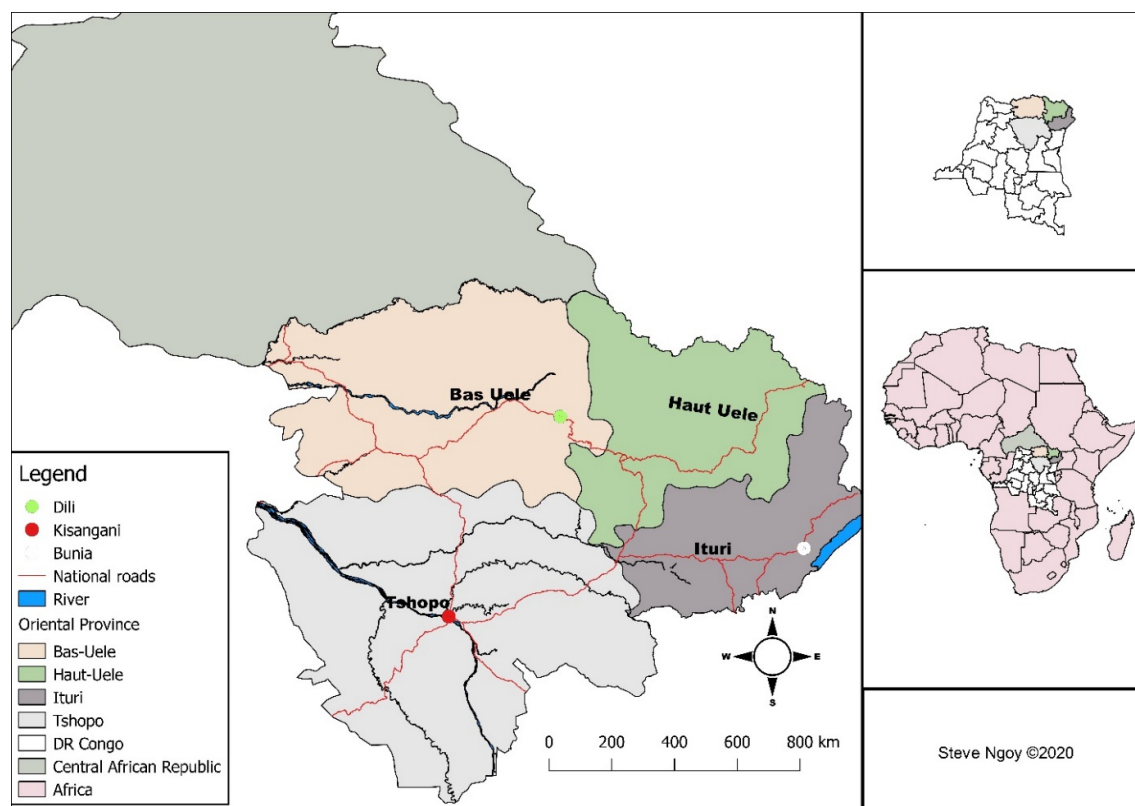 Bas Uele
Haut Uele
Ituri
Tshopo
Legend
Dili
Kisangani
Bunia
National roads
River
Oriental Province
Bas-Uele
Haut-Uele
Ituri
Tshopo
DR Congo
Central African Republic
Africa
N
W E
S
0 200 400 600 800 km
Steve Ngoy ©2020